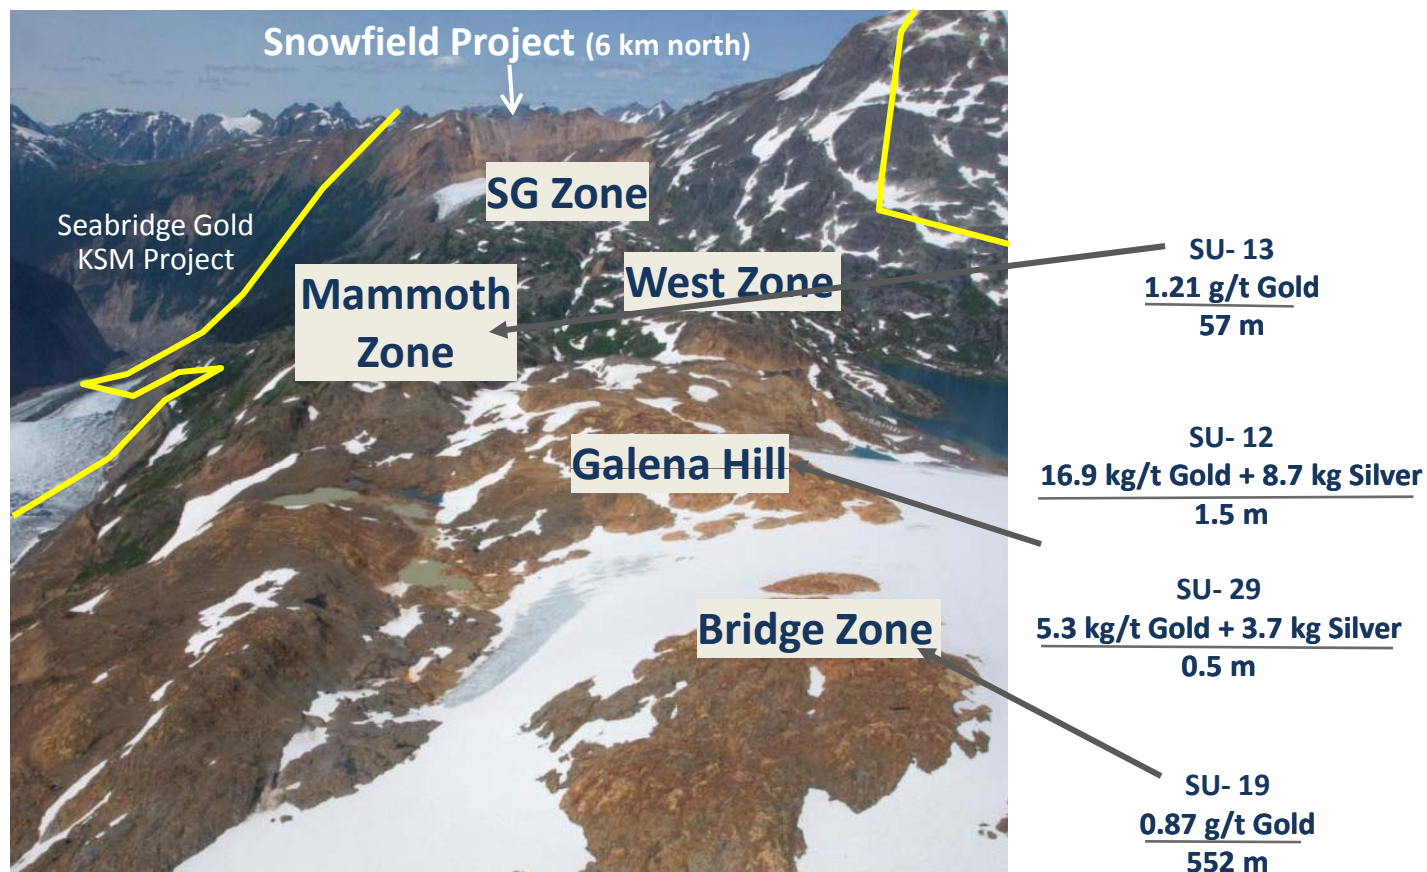 Snowfield Project (6 km north)
SG Zone
Seabridge Gold
KSM Project
West Zone
Mammoth
Zone
Galena Hill
Bridge Zone
SU- 13
1.21 g/t Gold
57 m
SU- 12
16.9 kg/t Gold + 8.7 kg Silver
1.5 m
SU- 29
5.3 kg/t Gold + 3.7 kg Silver
0.5 m
SU- 19
0.87 g/t Gold
552 m